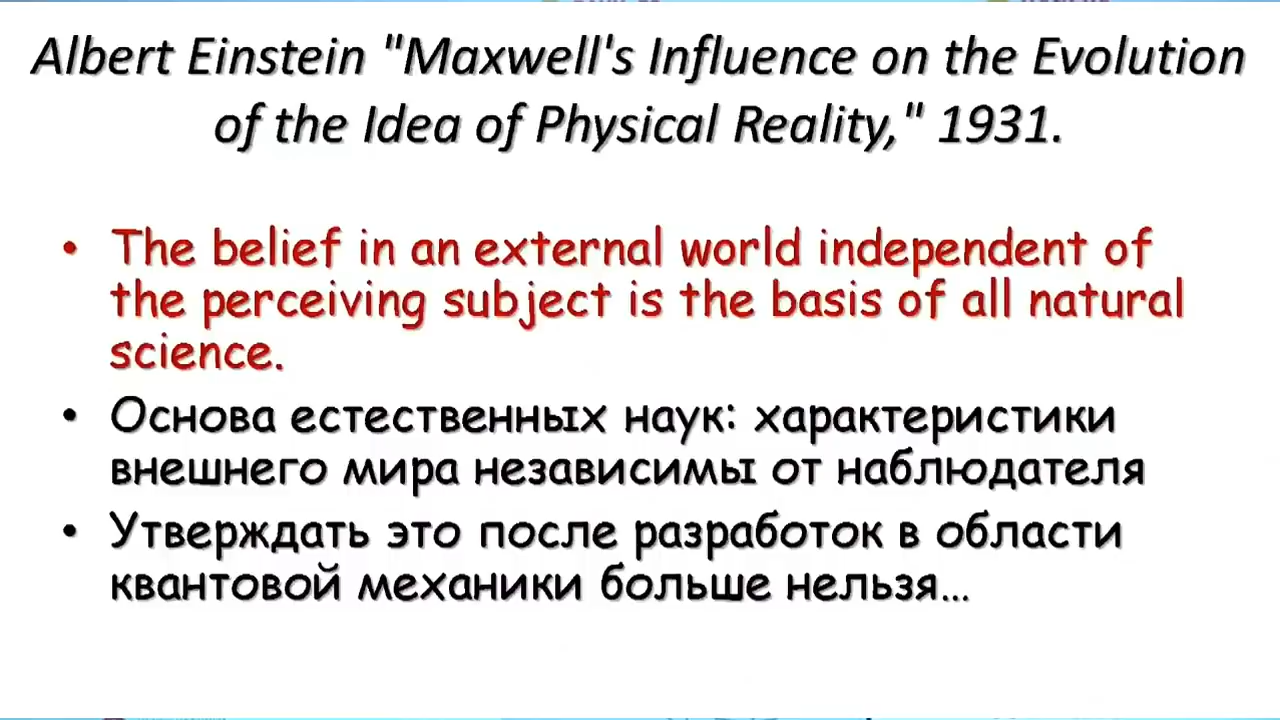 Albert Einstein "Maxwell's Influence on the Evolution
of the Idea of Physical Reality," 1931.
• The belief in an external world independent of
the perceiving subject is the basis of all natural
science.
• Основа естественных наук: характеристики
внешнего мира независимы от наблюдателя
• Утверждать это после разработок в области
квантовой механики больше нельзя...